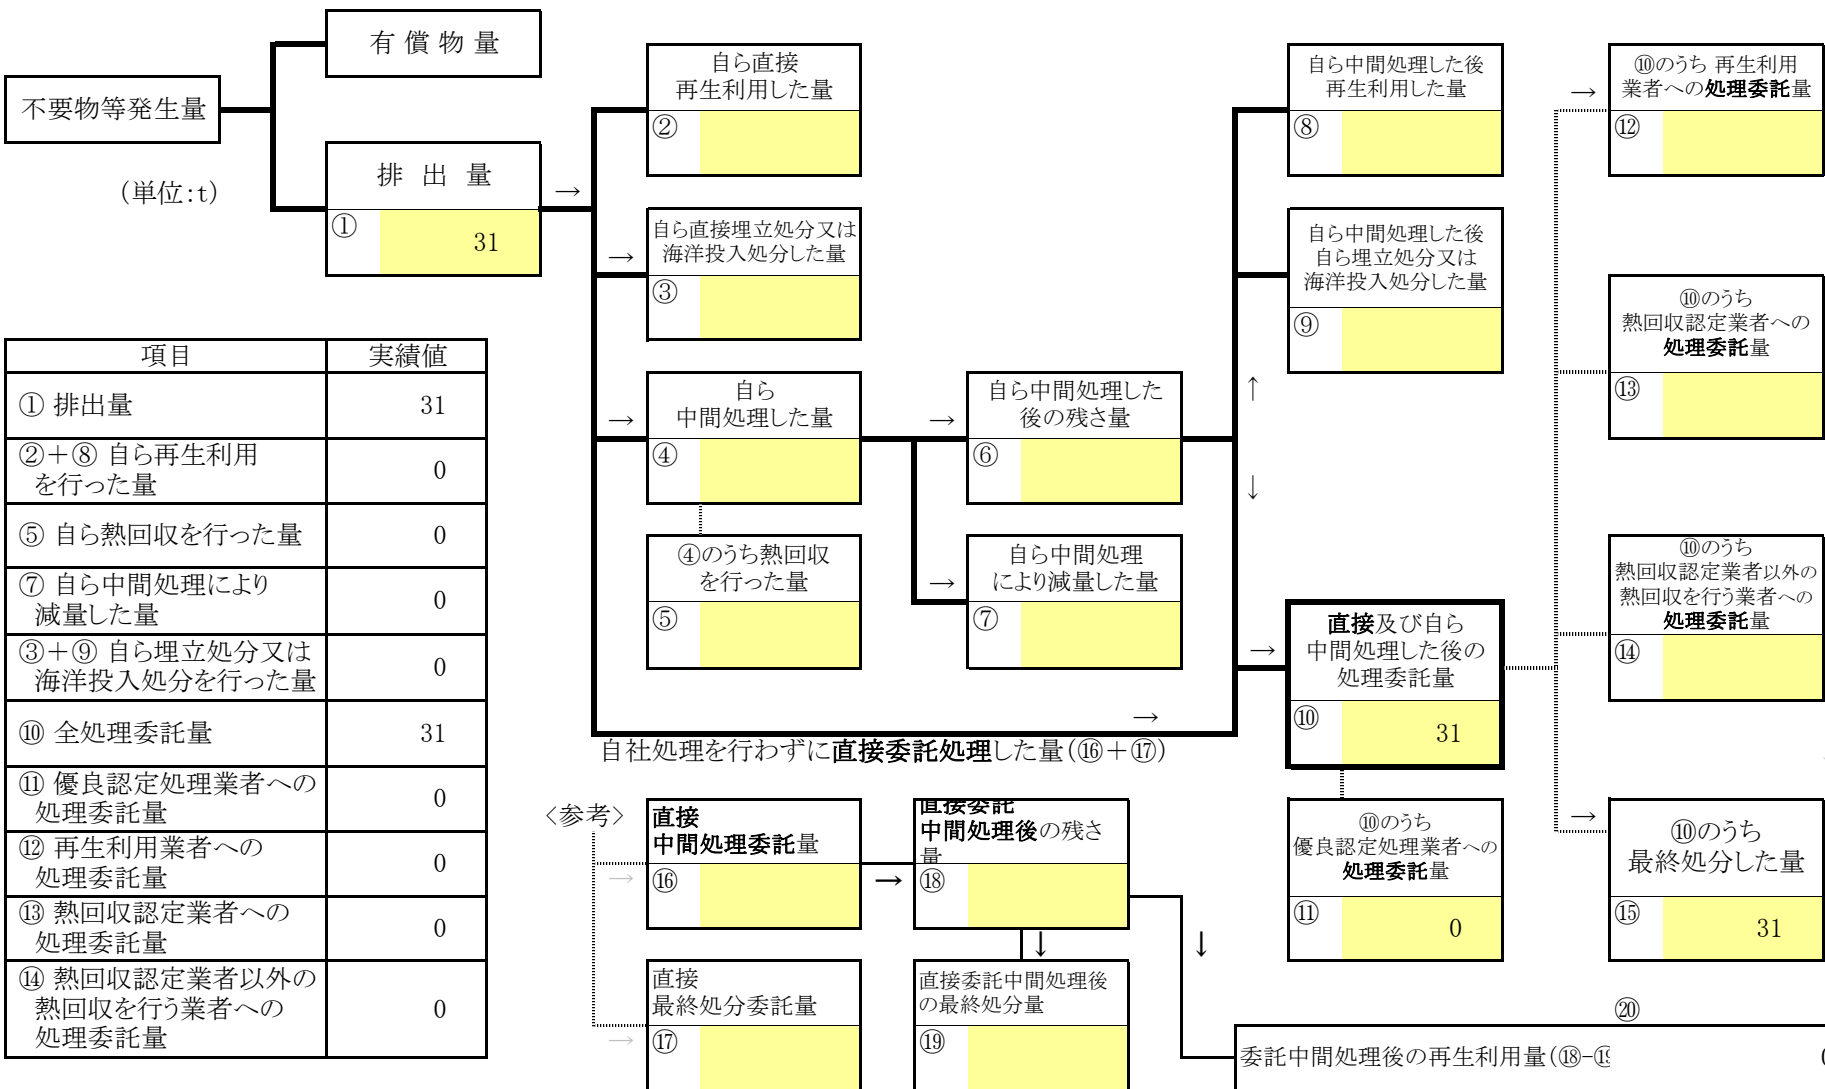 有 償 物 量
不要物等発生量
(単位:t)
排 出 量
→
①
31
自ら直接
再生利用した量
②
→
自ら直接埋立処分又は
海洋投入処分した量
③
→
自ら
中間処理した量
④
④のうち熱回収
を行った量
⑤
→
自ら中間処理した
後の残さ量
⑥
→
自ら中間処理
により減量した量
⑦
自ら中間処理した後
再生利用した量
⑧
自ら中間処理した後
自ら埋立処分又は
海洋投入処分した量
⑨
↑
↓
→
直接及び自ら
中間処理した後の
処理委託量
⑩
31
→
自社処理を行わずに直接委託処理した量(⑯+⑰)
⑩のうち
優良認定処理業者への
処理委託量
⑪
0
→
⑩のうち 再生利用
業者への処理委託量
⑫
⑩のうち
熱回収認定業者への
処理委託量
⑬
⑩のうち
熱回収認定業者以外の
熱回収を行う業者への
処理委託量
⑭
→
⑩のうち
最終処分した量
⑮
31
項目 実績値
① 排出量 31
②+⑧ 自ら再生利用
を行った量 0
⑤ 自ら熱回収を行った量 0
⑦ 自ら中間処理により
減量した量 0
③+⑨ 自ら埋立処分又は
海洋投入処分を行った量 0
⑩ 全処理委託量 31
⑪ 優良認定処理業者への
処理委託量 0
⑫ 再生利用業者への
処理委託量 0
⑬ 熱回収認定業者への
処理委託量 0
⑭ 熱回収認定業者以外の
熱回収を行う業者への
処理委託量 0
<参考>
→
直接
中間処理委託量
⑯
→
直接委託
中間処理後の残さ
量
⑱
↓
↓
→
直接
最終処分委託量
⑰
直接委託中間処理後
の最終処分量
⑲
⑳
委託中間処理後の再生利用量(⑱-⑲